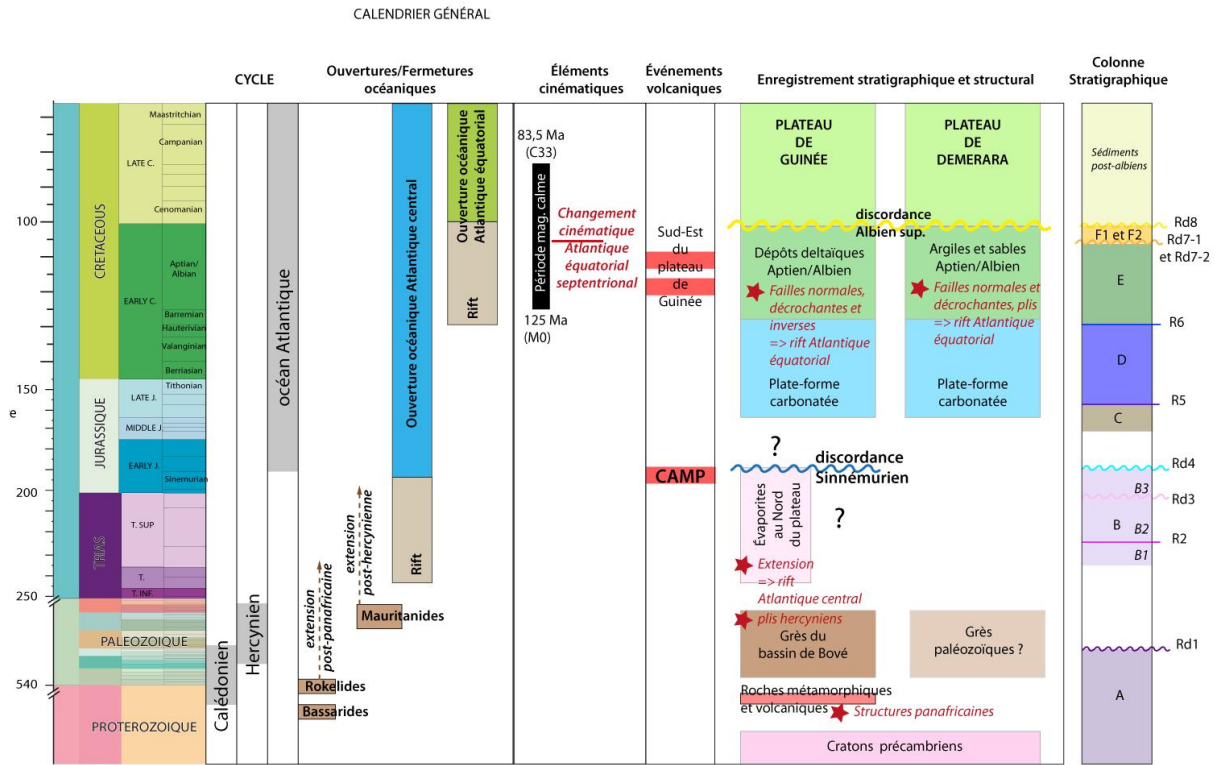 CALENDRIER GÉNÉRAL
CYCLE
Ouvertures/Fermetures
océaniques
Éléments
cinématiques
Événements
volcaniques
Enregistrement stratigraphique et structural
Colonne
Stratigraphique
100
150
e
200
250
540
CRETACEOUS
JURASSIQUE
TRIAS
PALEOZOIQUE
PROTEROZOIQUE
LATE C.
EARLY C.
LATE J.
MIDDLE J.
EARLY J.
T. SUP
T.
T. INF.
Maastritchian
Campanian
Cenomanian
Aptian/
Albian
Barremian
Hauterivian
Valanginian
Berriasian
Tithonian
Sinemurian
Calédonien
Hercynien
océan Atlantique
Bassarides
Rokelides
extension
post-panafricaine
Mauritanides
extension
post-hercynienne
Rift
Ouverture océanique Atlantique central
Rift
Ouverture océanique
Atlantique équatorial
83,5 Ma
(C33)
Période mag. calme
125 Ma
(M0)
Changement
cinématique
Atlantique
équatorial
septentrional
Sud-Est
du
plateau
de
Guinée
CAMP
PLATEAU
DE
GUINÉE
PLATEAU
DE
DEMERARA
discordance
Albien sup.
Dépôts deltaïques
Aptien/Albien
Failles normales,
décrochantes et
inverses
=> rift Atlantique
équatorial
Plate-forme
carbonatée
Argiles et sables
Aptien/Albien
Failles normales et
décrochantes, plis
=> rift Atlantique
équatorial
Plate-forme
carbonatée
?
discordance
Sinnémurien
Évaporites
au Nord
du plateau
?
Extension
=> rift
Atlantique central
plis hercyniens
Grès du
bassin de Bové
Grès
paléozoïques ?
Roches métamorphiques
et volcaniques
Structures panafricaines
Cratons précambriens
Sédiments
post-albiens
Rd8
F1 et F2
Rd7-1
et Rd7-2
E
R6
D
R5
C
Rd4
B3
Rd3
B
B2
R2
B1
Rd1
A